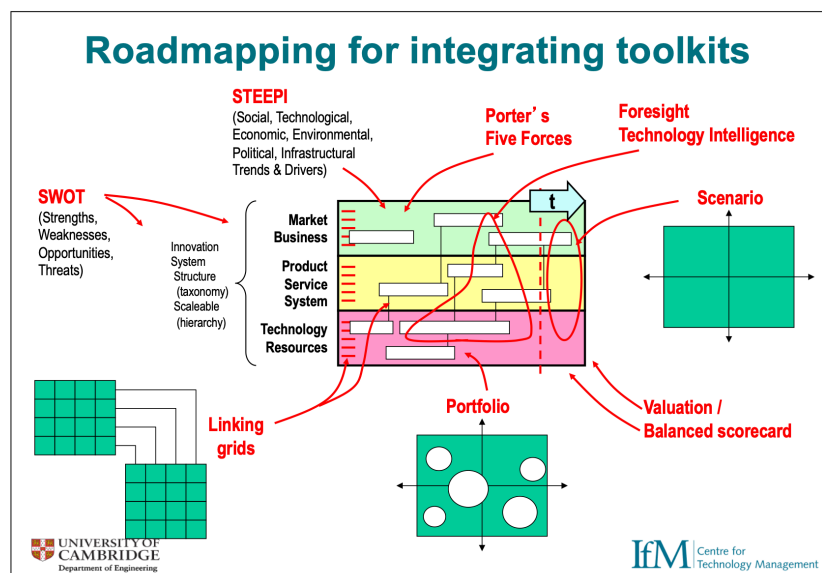 Roadmapping for integrating toolkits
STEEPI
(Social, Technological,
Economic, Environmental,
Political, Infrastructural
Trends & Drivers)
Porter’s
Five Forces
Foresight
Technology Intelligence
SWOT
(Strengths,
Weaknesses,
Opportunities,
Threats)
Innovation
System
Structure
(taxonomy)
Scaleable
(hierarchy)
Market
Business
Product
Service
System
Technology
Resources
t
Scenario
Linking
grids
Portfolio
Valuation /
Balanced scorecard
UNIVERSITY OF
CAMBRIDGE
Department of Engineering
IfM
Centre for
Technology Management